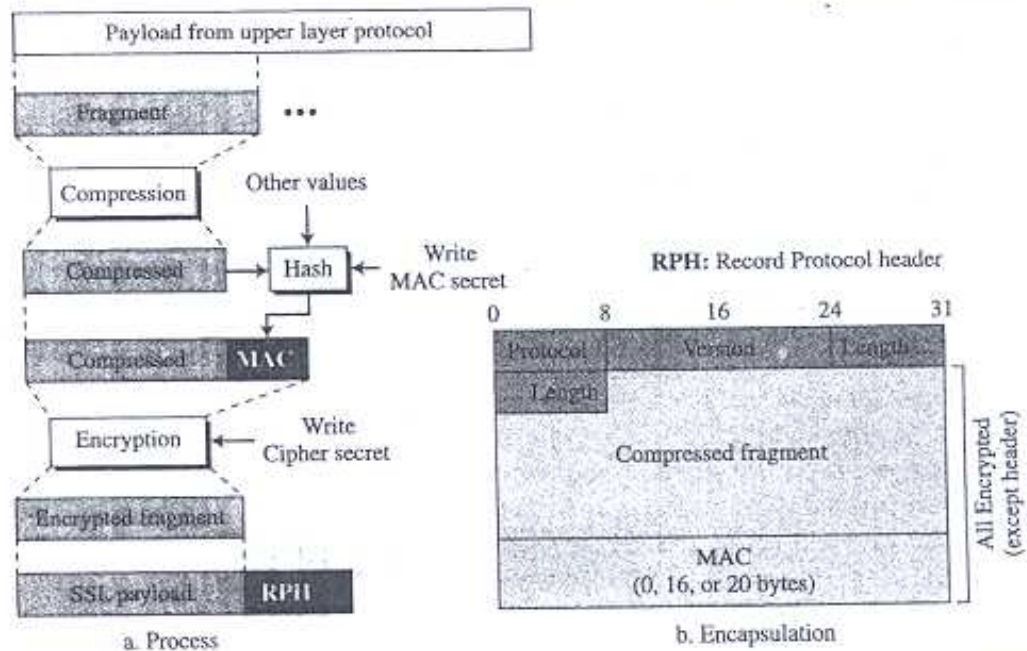 Payload from upper layer protocol
Fragment
...
Compression
Other values
Compressed
Hash
Write
MAC secret
Compressed
MAC
Encryption
Write
Cipher secret
Encrypted fragment
SSL payload
RPH
a. Process
RPH: Record Protocol header
0 8 16 24 31
Protocol Version Length ...
... Length
Compressed fragment
MAC
(0, 16, or 20 bytes)
All Encrypted
(except header)
b. Encapsulation